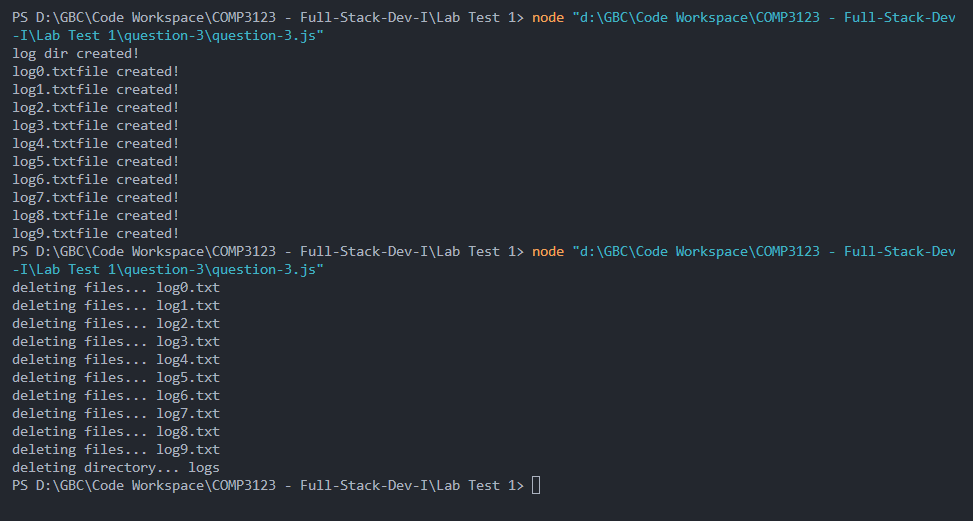 PS D:\GBC\Code Workspace\COMP3123 - Full-Stack-Dev-I\Lab Test 1> node "d:\GBC\Code Workspace\COMP3123 - Full-Stack-Dev
-I\Lab Test 1\question-3\question-3.js"
log dir created!
log0.txtfile created!
log1.txtfile created!
log2.txtfile created!
log3.txtfile created!
log4.txtfile created!
log5.txtfile created!
log6.txtfile created!
log7.txtfile created!
log8.txtfile created!
log9.txtfile created!
PS D:\GBC\Code Workspace\COMP3123 - Full-Stack-Dev-I\Lab Test 1> node "d:\GBC\Code Workspace\COMP3123 - Full-Stack-Dev
-I\Lab Test 1\question-3\question-3.js"
deleting files... log0.txt
deleting files... log1.txt
deleting files... log2.txt
deleting files... log3.txt
deleting files... log4.txt
deleting files... log5.txt
deleting files... log6.txt
deleting files... log7.txt
deleting files... log8.txt
deleting files... log9.txt
deleting directory... logs
PS D:\GBC\Code Workspace\COMP3123 - Full-Stack-Dev-I\Lab Test 1>